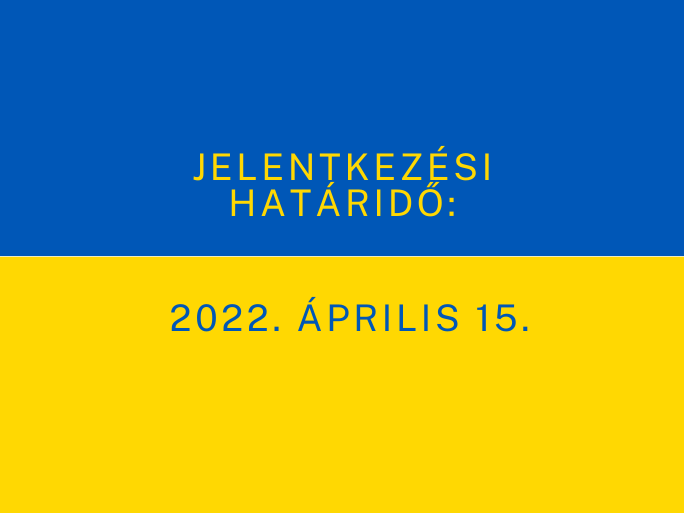 JELENTKEZÉSI
HATÁRIDŐ:
2022. ÁPRILIS 15.